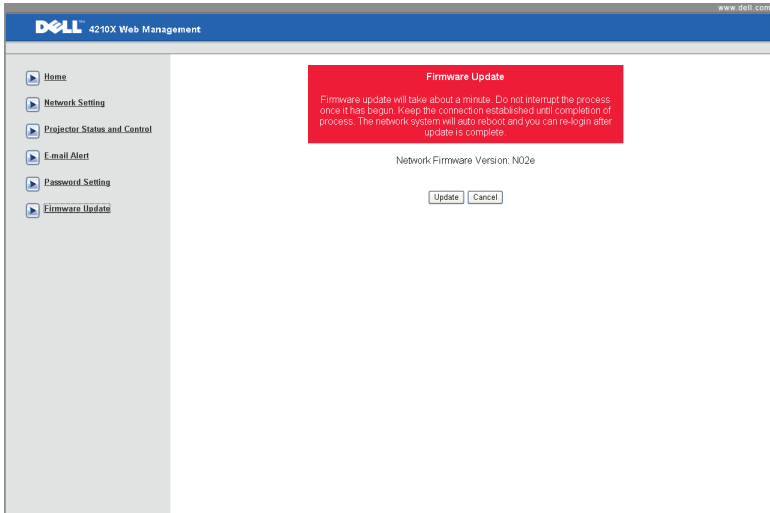 www.dell.com
DELL™ 4210X Web Management
Home
Network Setting
Projector Status and Control
E-mail Alert
Password Setting
Firmware Update
Firmware Update
Firmware update will take about a minute. Do not interrupt the process
once it has begun. Keep the connection established until completion of
process. The network system will auto reboot and you can re-login after
update is complete.
Network Firmware Version: N02e
Update Cancel